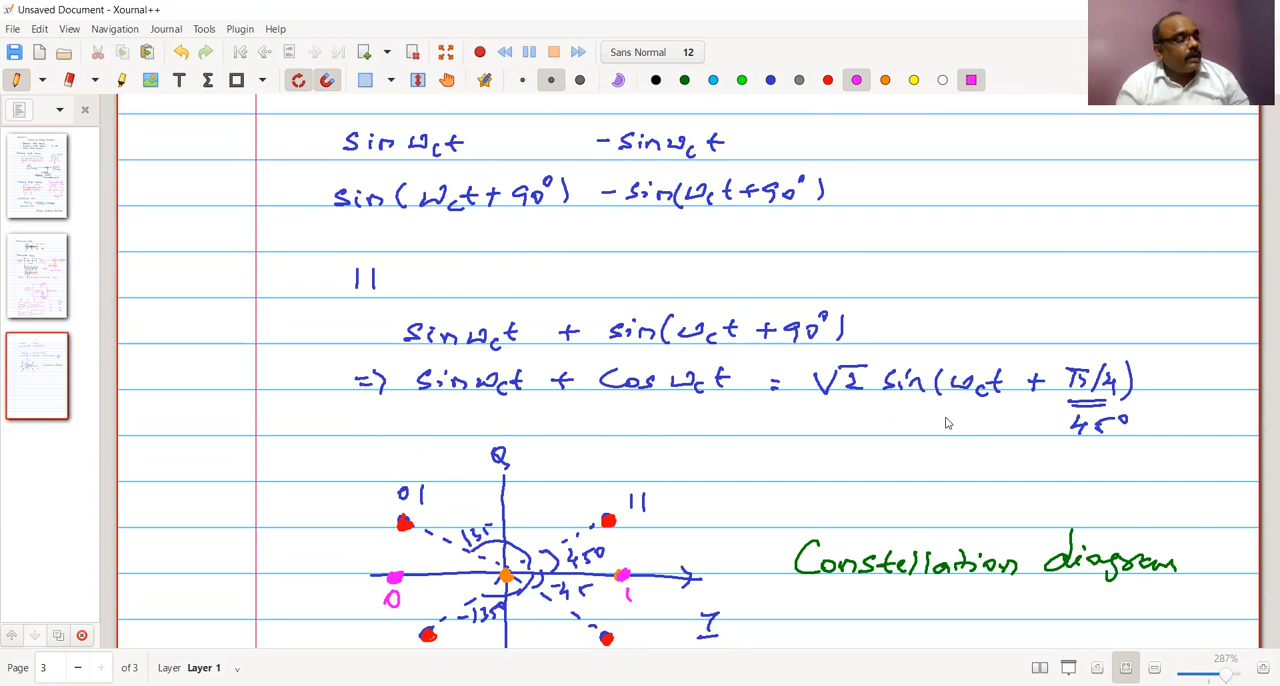 Unsaved Document - Xournal++
File Edit View Navigation Journal Tools Plugin Help
Sans Normal 12
sin ωct -sin ωct
sin(ωct + 90°) -sin(ωct + 90°)
11
sin ωct + sin(ωct + 90°)
=> sin ωct + cos ωct = √2 sin(ωct + π/4)
45°
Q
01 11
135 45°
Constellation diagram
0 -135° -45 1
I
Page 3 of 3 Layer Layer 1 287%